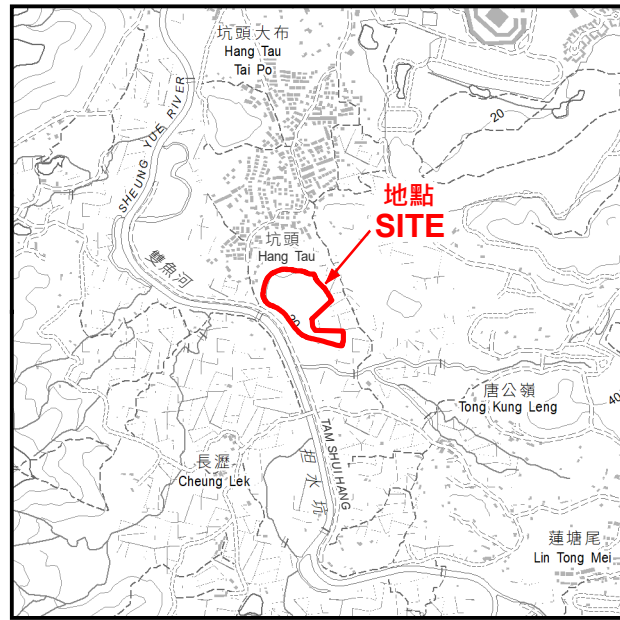 坑頭大布
Hang Tau
Tai Po
20
SHEUNG YUE RIVER
地點
SITE
坑頭
Hang Tau
雙魚河
20
唐公嶺
Tong Kung Leng
40
TAM SHUI HANG
担水坑
長瀝
Cheung Lek
蓮塘尾
Lin Tong Mei